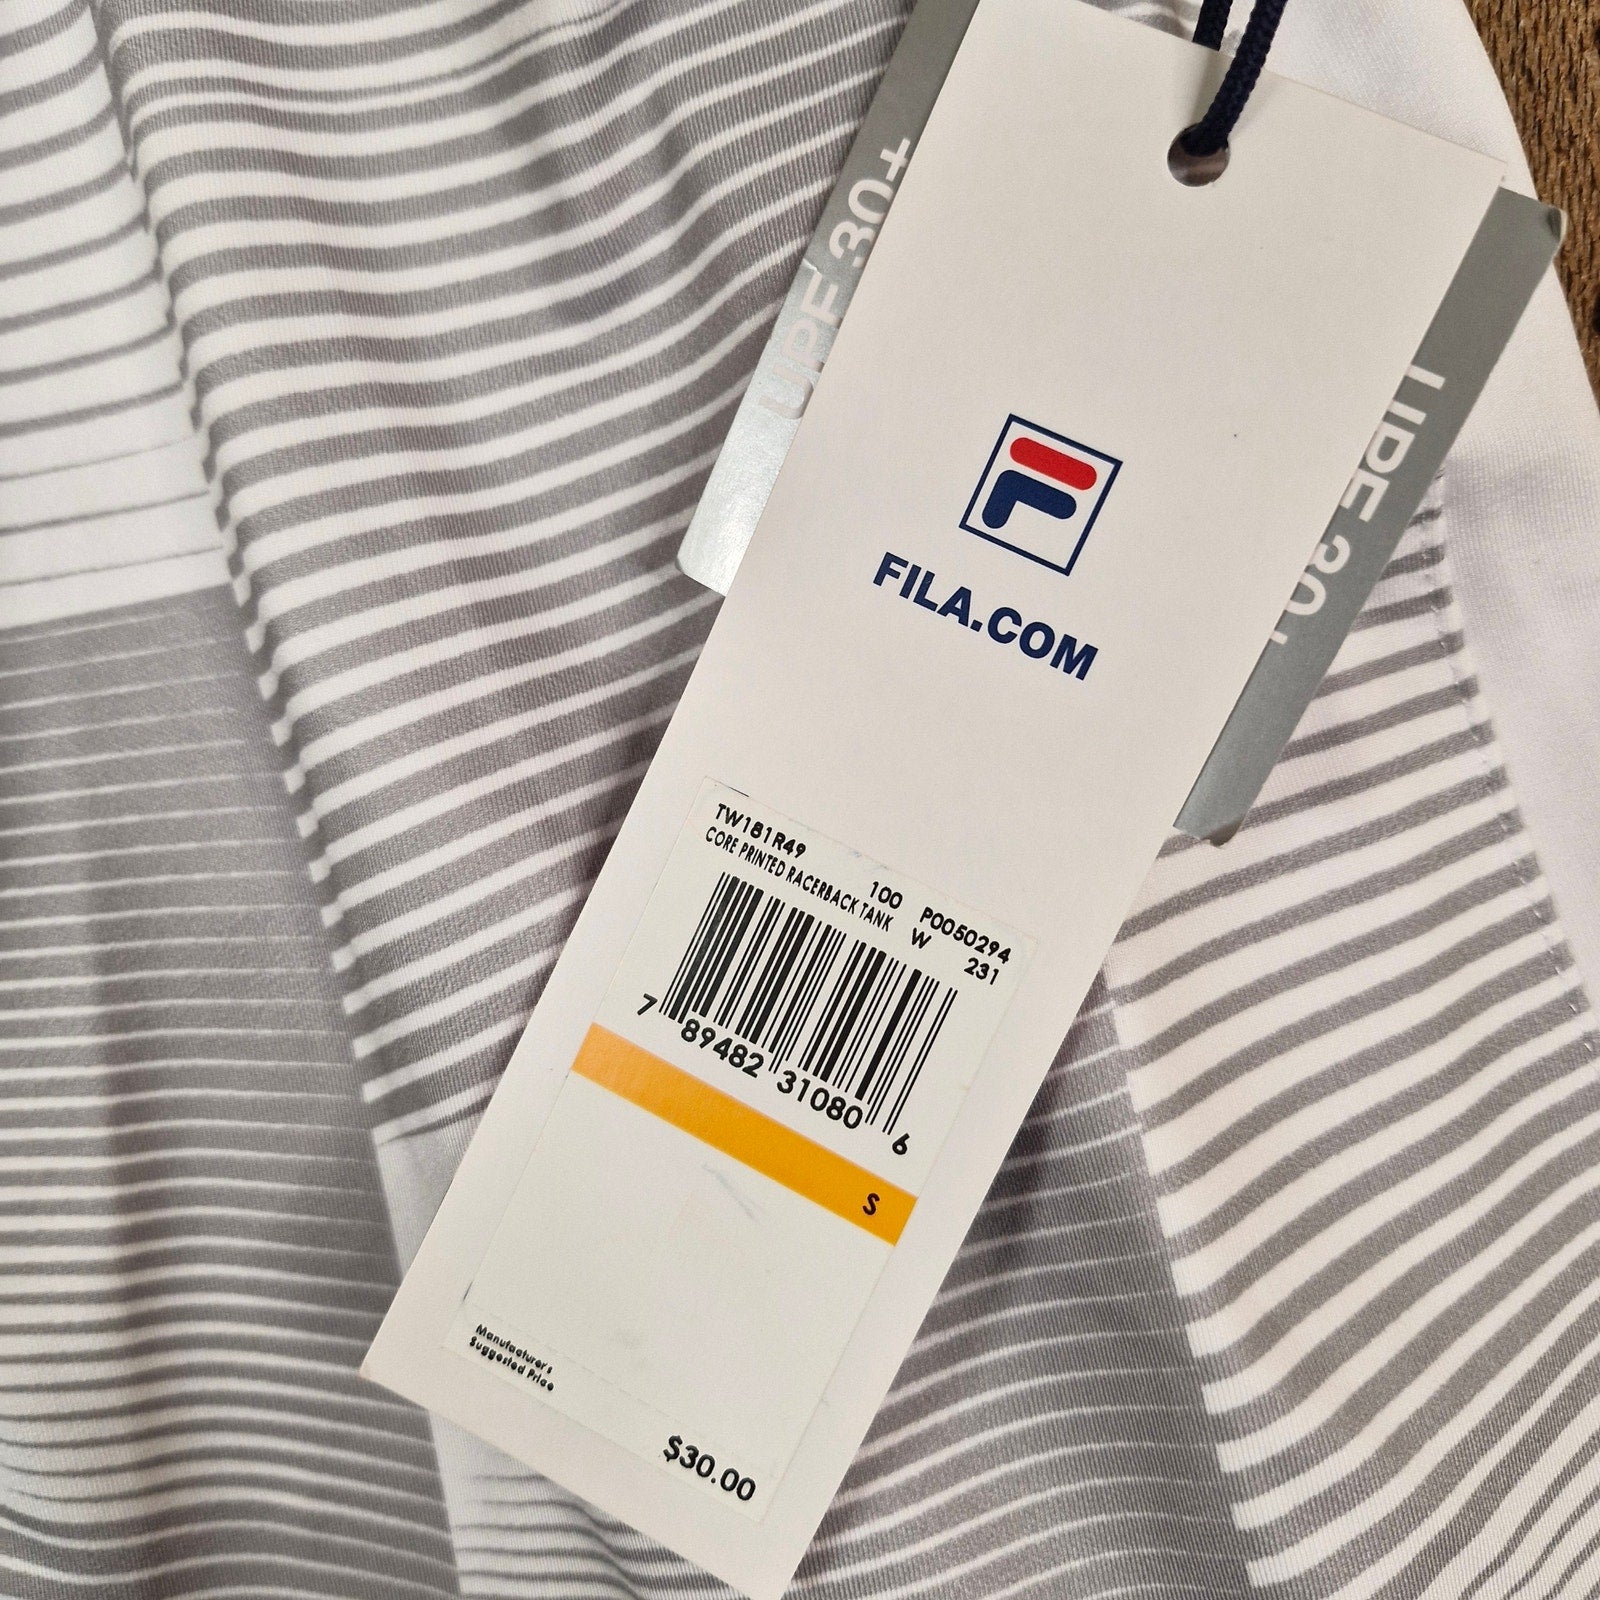 UPF 30+
UPF 30+
FILA.COM
TW181R49 100 P0050294
CORE PRINTED RACERBACK TANK W 231
7 89482 31080 6
S
Manufacturer's
Suggested Price
$30.00